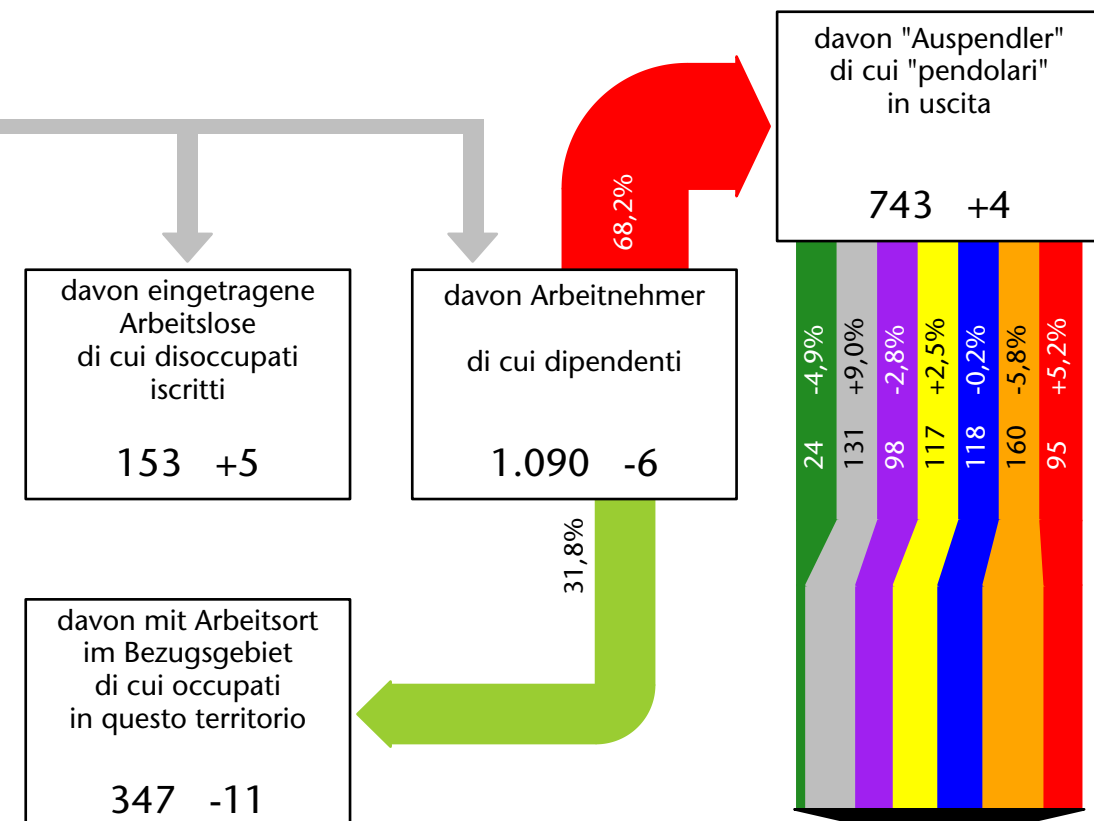 davon "Auspendler"
di cui "pendolari"
in uscita
743 +4
68,2%
davon eingetragene
Arbeitslose
di cui disoccupati
iscritti
153 +5
davon Arbeitnehmer
di cui dipendenti
1.090 -6
24 -4,9%
131 +9,0%
98 -2,8%
117 +2,5%
118 -0,2%
160 -5,8%
95 +5,2%
31,8%
davon mit Arbeitsort
im Bezugsgebiet
di cui occupati
in questo territorio
347 -11